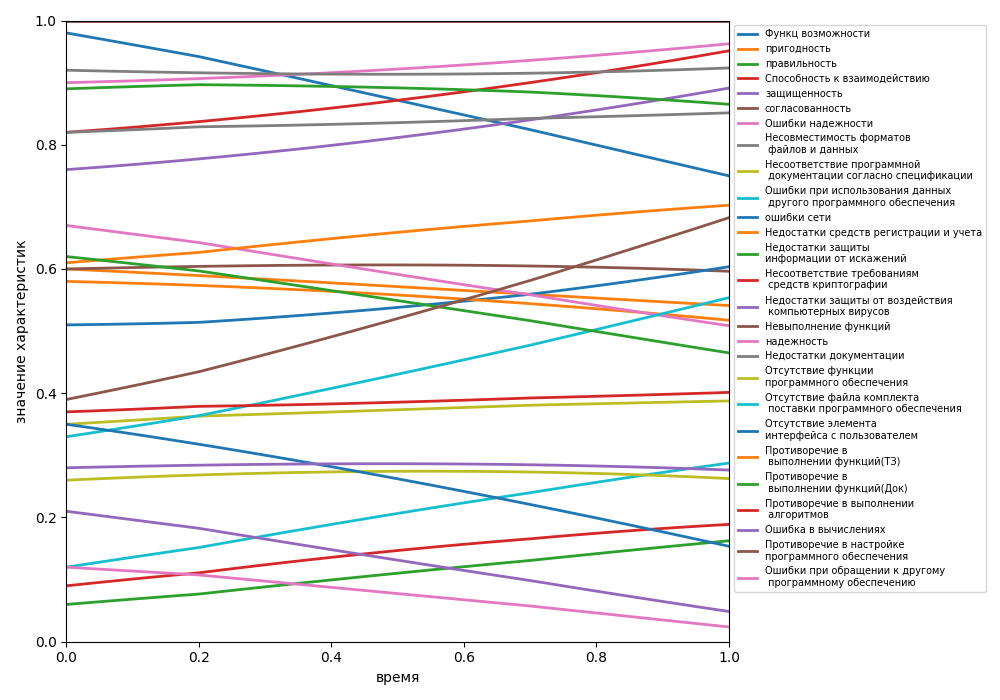 значение характеристик
1.0
0.8
0.6
0.4
0.2
0.0
0.0 0.2 0.4 0.6 0.8 1.0
время
Функц возможности
пригодность
правильность
Способность к взаимодействию
защищенность
согласованность
Ошибки надежности
Несовместимость форматов
файлов и данных
Несоответствие программной
документации согласно спецификации
Ошибки при использования данных
другого программного обеспечения
ошибки сети
Недостатки средств регистрации и учета
Недостатки защиты
информации от искажений
Несоответствие требованиям
средств криптографии
Недостатки защиты от воздействия
компьютерных вирусов
Невыполнение функций
надежность
Недостатки документации
Отсутствие функции
программного обеспечения
Отсутствие файла комплекта
поставки программного обеспечения
Отсутствие элемента
интерфейса с пользователем
Противоречие в
выполнении функций(ТЗ)
Противоречие в
выполнении функций(Док)
Противоречие в выполнении
алгоритмов
Ошибка в вычислениях
Противоречие в настройке
программного обеспечения
Ошибки при обращении к другому
программному обеспечению